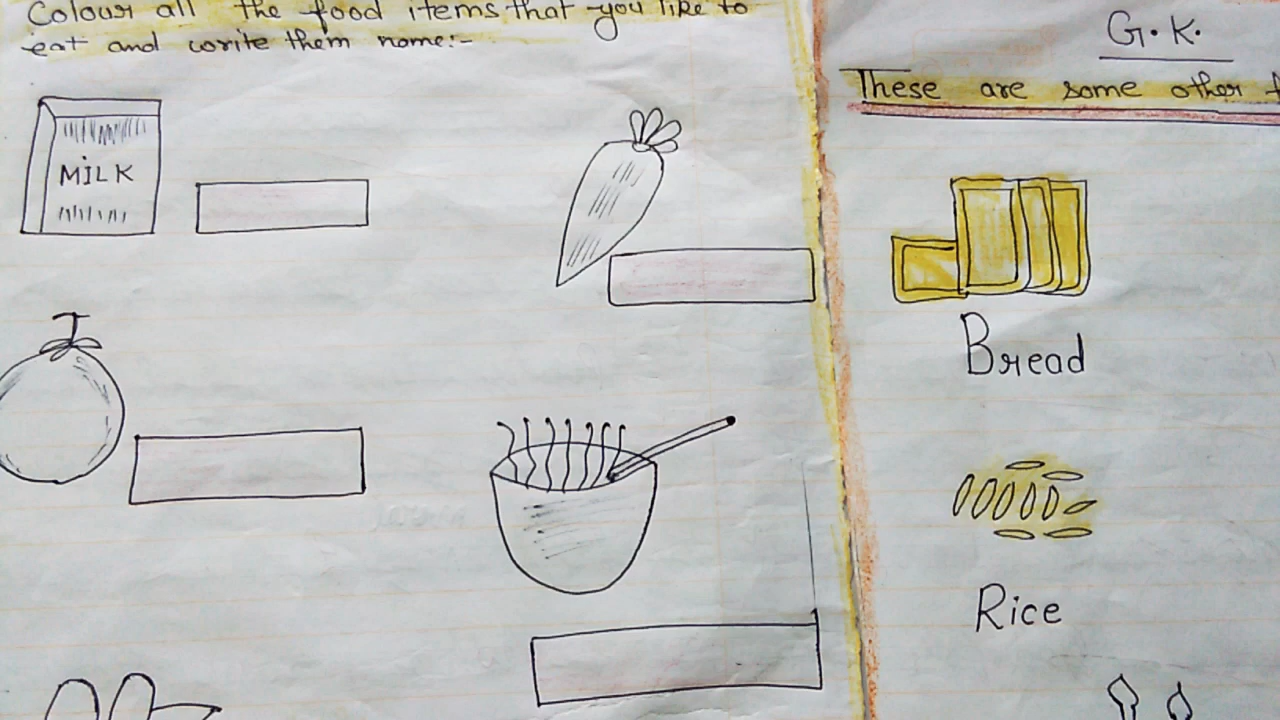 Colour all the food items that you like to
eat and write them name:-
MILK
G.K.
These are some other f
Bread
Rice